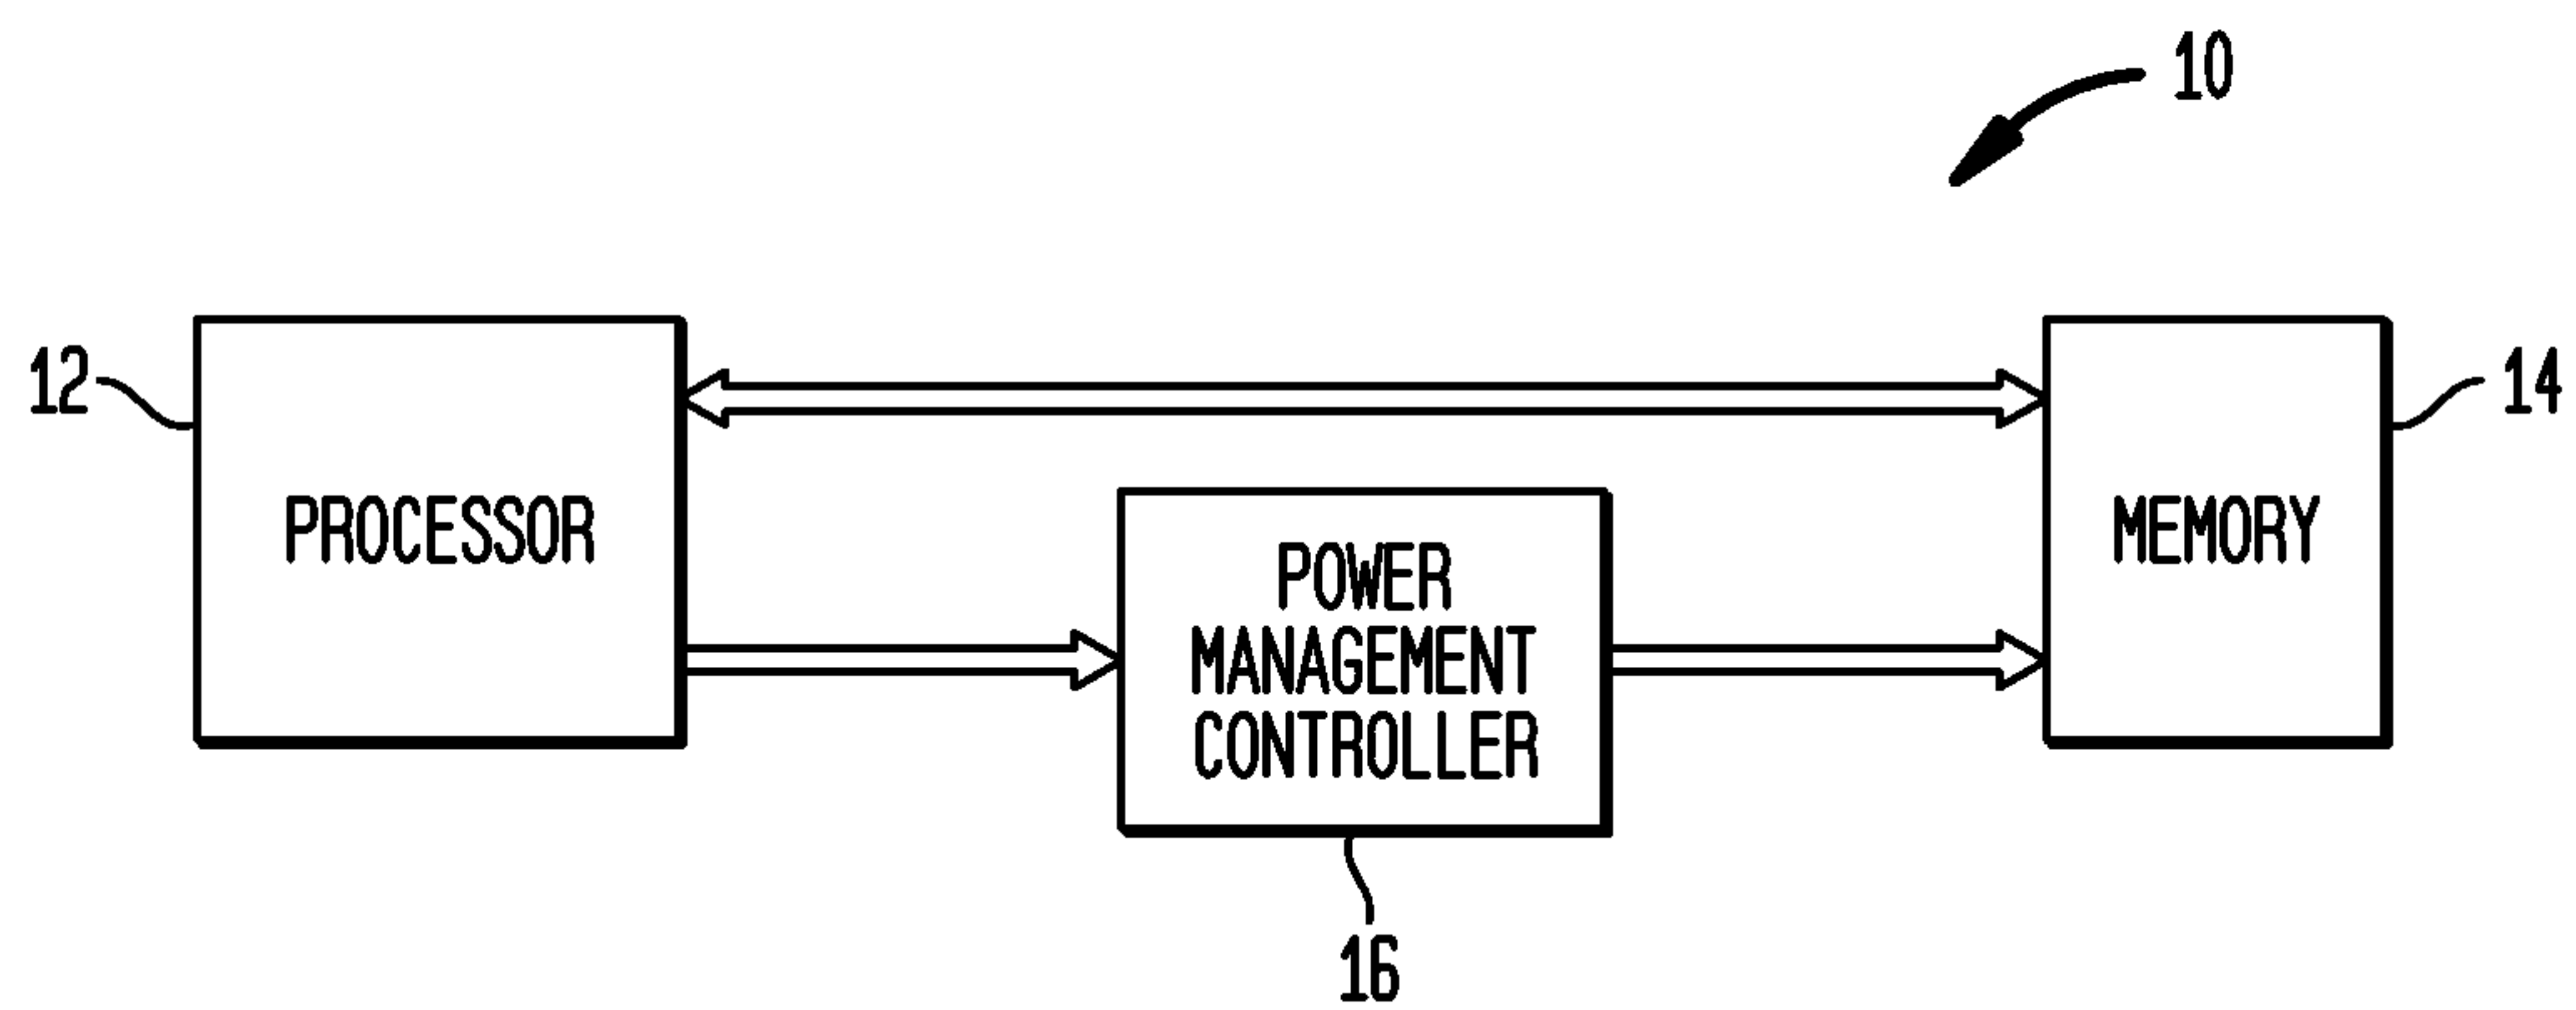 10
12
14
PROCESSOR
MEMORY
POWER
MANAGEMENT
CONTROLLER
16